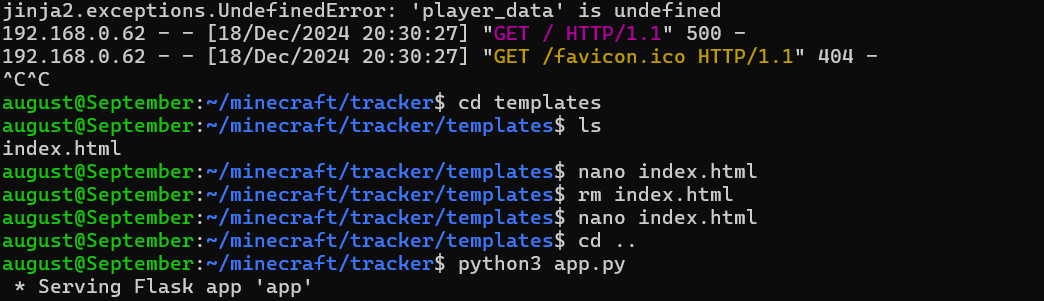 jinja2.exceptions.UndefinedError: 'player_data' is undefined
192.168.0.62 - - [18/Dec/2024 20:30:27] "GET / HTTP/1.1" 500 -
192.168.0.62 - - [18/Dec/2024 20:30:27] "GET /favicon.ico HTTP/1.1" 404 -
^C^C
august@September:~/minecraft/tracker$ cd templates
august@September:~/minecraft/tracker/templates$ ls
index.html
august@September:~/minecraft/tracker/templates$ nano index.html
august@September:~/minecraft/tracker/templates$ rm index.html
august@September:~/minecraft/tracker/templates$ nano index.html
august@September:~/minecraft/tracker/templates$ cd ..
august@September:~/minecraft/tracker$ python3 app.py
 * Serving Flask app 'app'